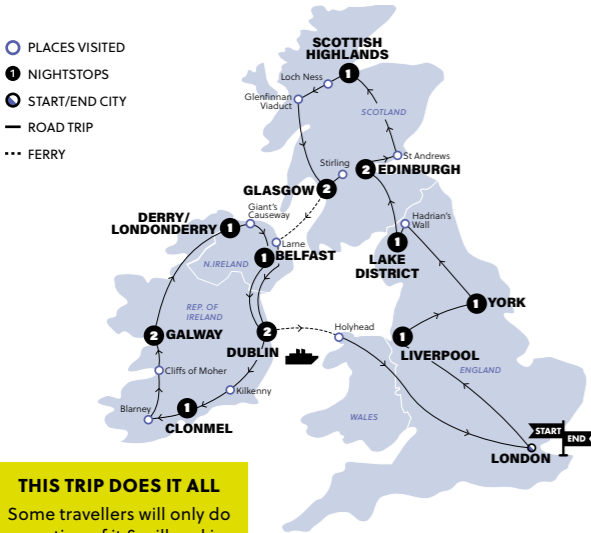 PLACES VISITED
1 NIGHTSTOPS
START/END CITY
ROAD TRIP
FERRY
SCOTTISH
HIGHLANDS
1
Loch Ness
Glenfinnan
Viaduct
SCOTLAND
Stirling
St Andrews
2 EDINBURGH
GLASGOW 2
Giant's
Causeway
DERRY/
LONDONDERRY
1
Larne
1 BELFAST
N.IRELAND
Hadrian's
Wall
1
LAKE
DISTRICT
REP. OF
IRELAND
1 YORK
2 GALWAY
2
DUBLIN
Holyhead
1
LIVERPOOL
ENGLAND
Cliffs of Moher
Kilkenny
Blarney
1
CLONMEL
WALES
START
END
LONDON
THIS TRIP DOES IT ALL
Some travellers will only do